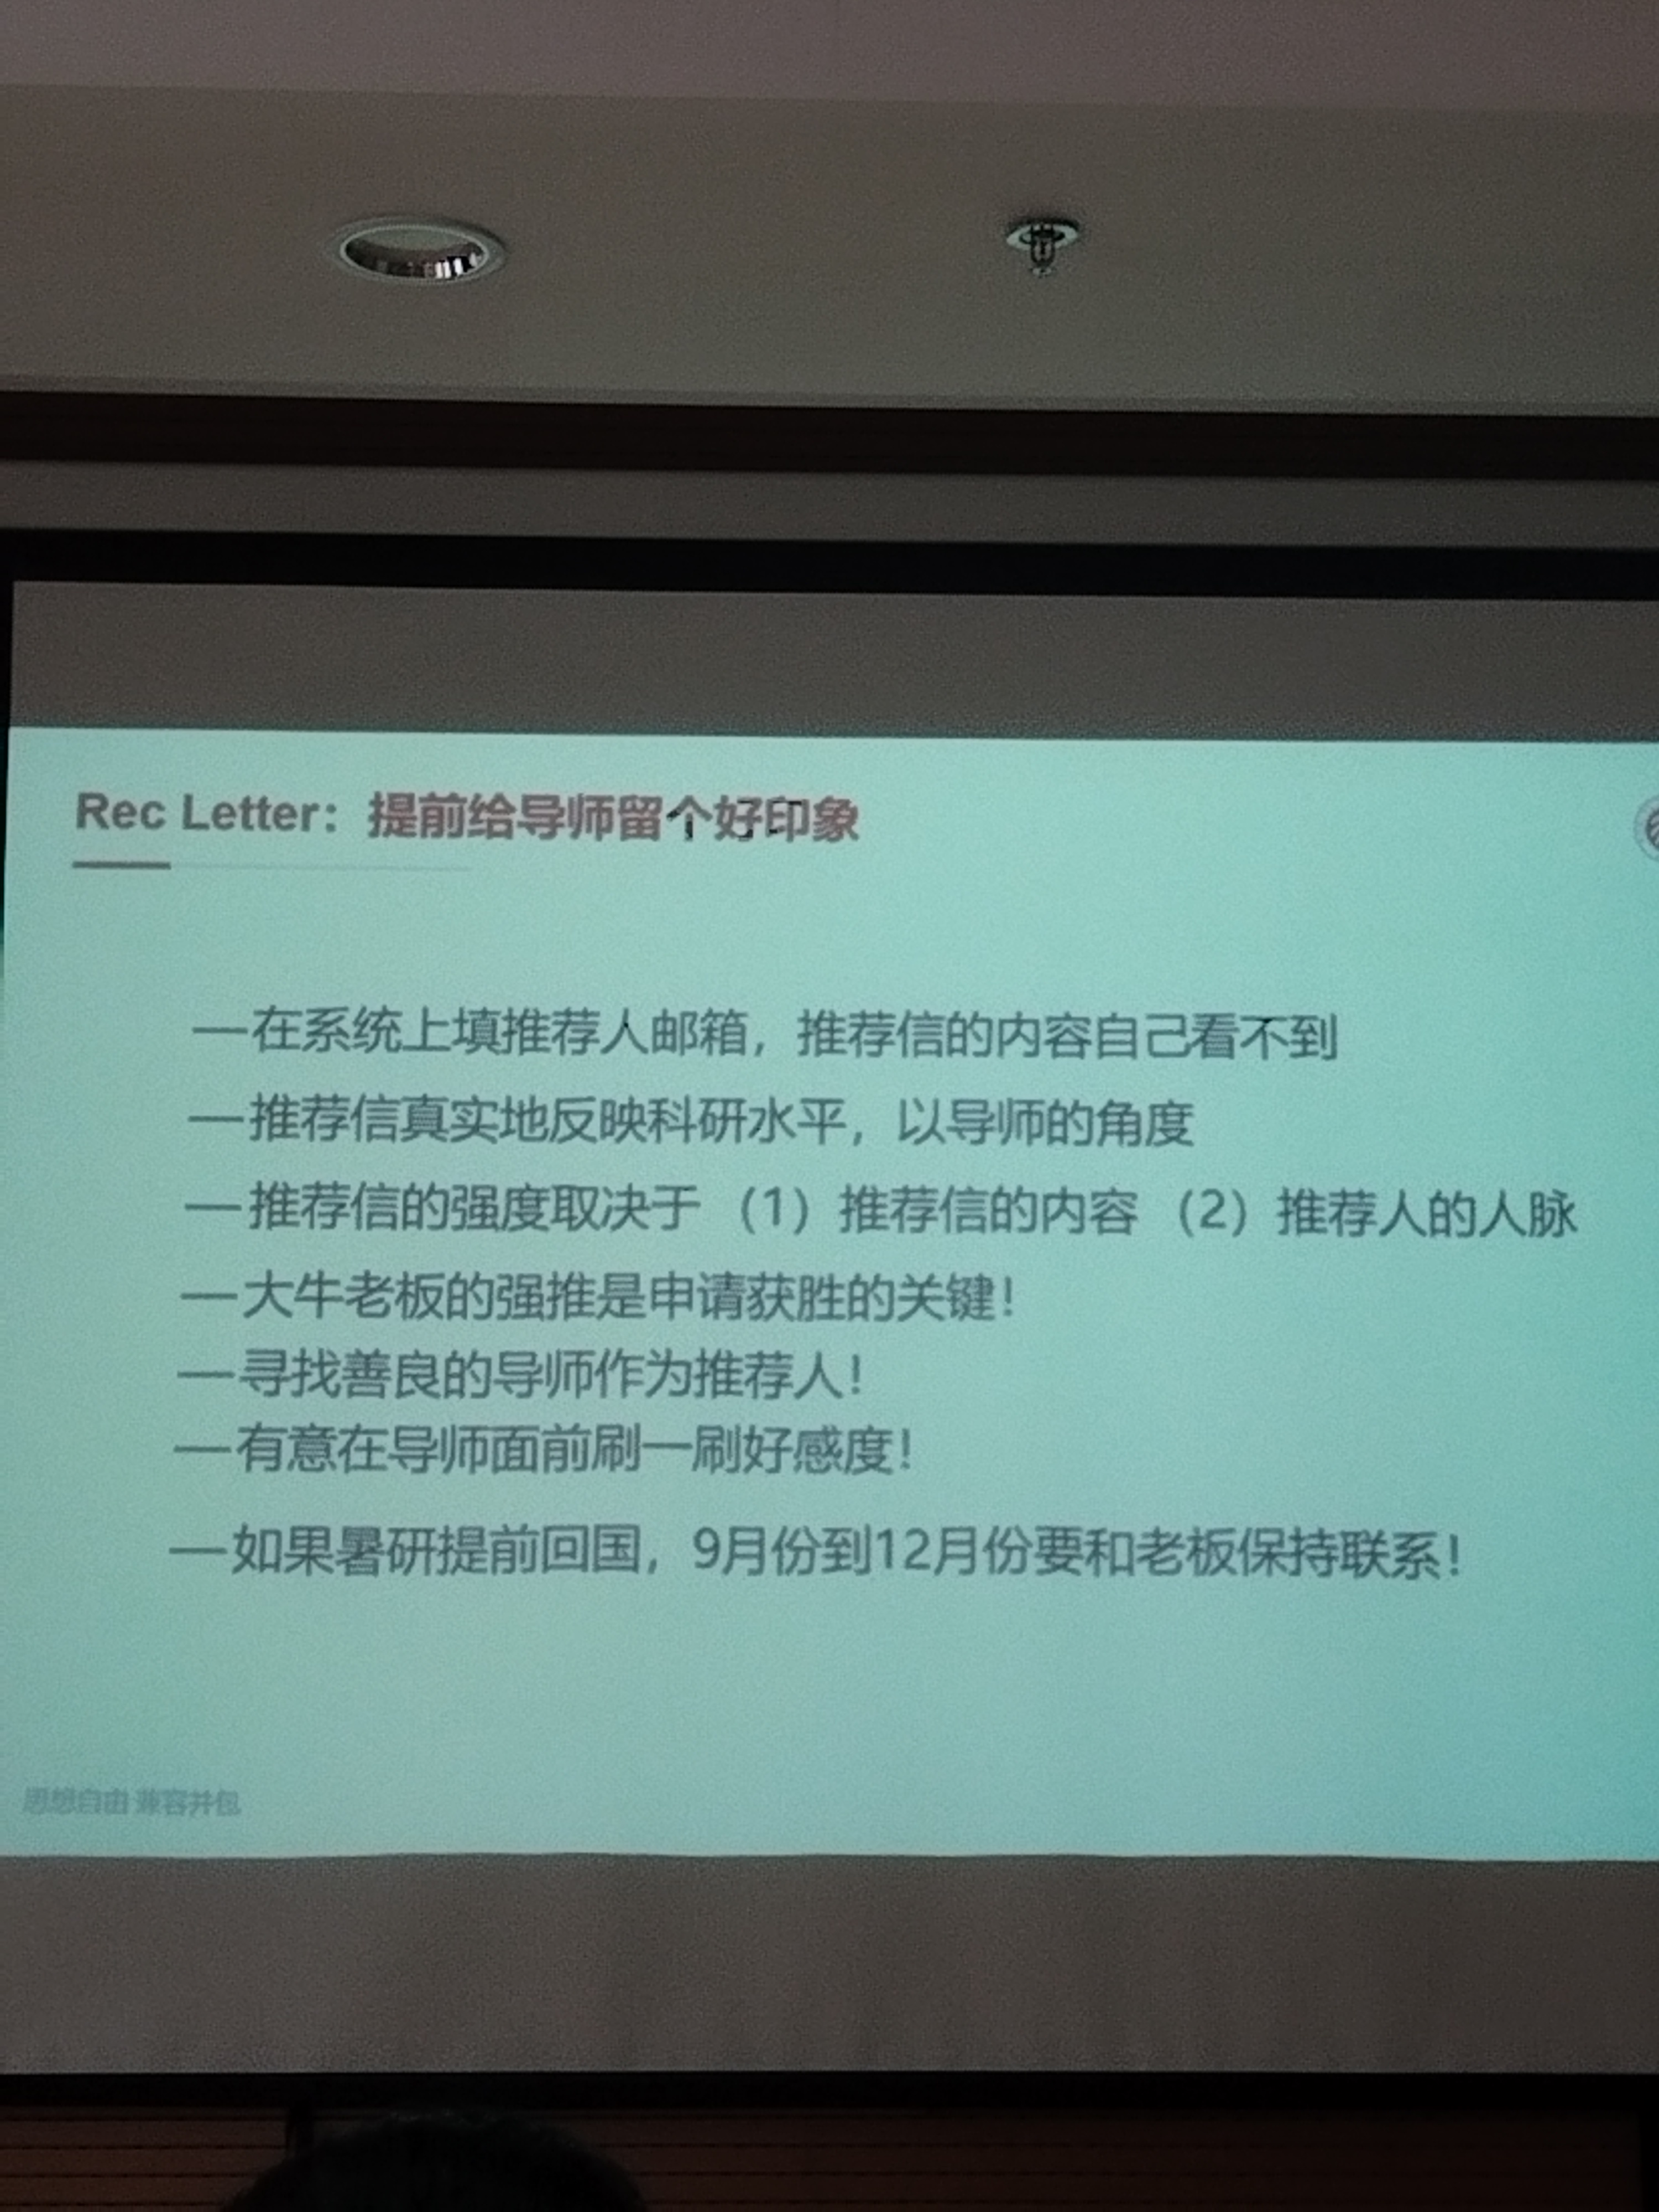 Rec Letter：提前给导师留个好印象
—在系统上填推荐人邮箱，推荐信的内容自己看不到
—推荐信真实地反映科研水平，以导师的角度
—推荐信的强度取决于（1）推荐信的内容（2）推荐人的人脉
—大牛老板的强推是申请获胜的关键！
—寻找善良的导师作为推荐人！
—有意在导师面前刷一刷好感度！
—如果暑研提前回国，9月份到12月份要和老板保持联系！
思想自由 兼容并包